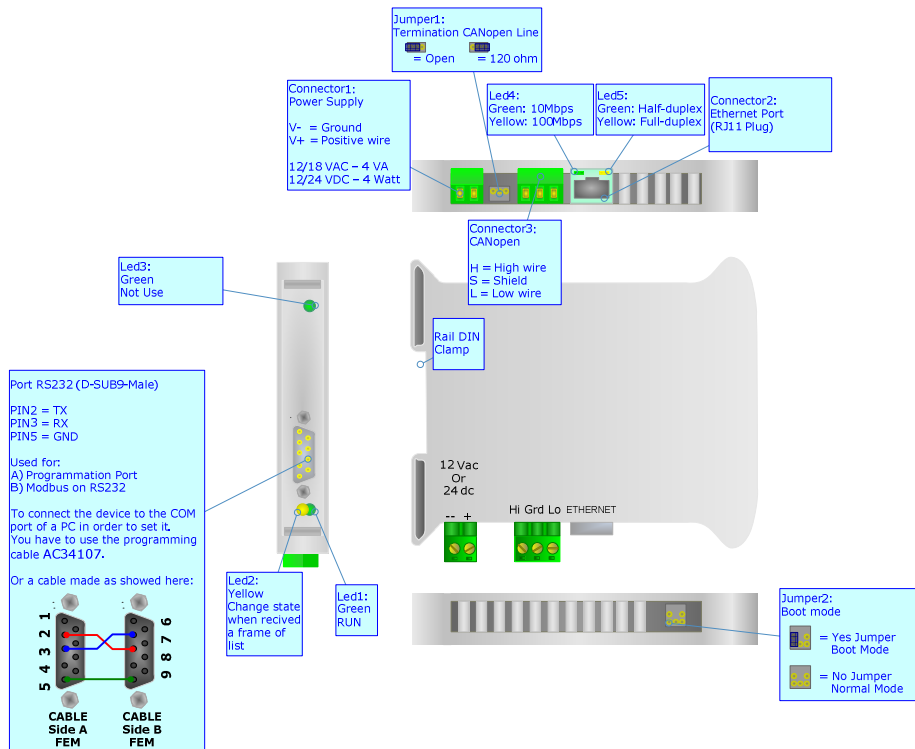 Jumper1:
Termination CANopen Line
= Open
= 120 ohm
Connector1:
Power Supply
V- = Ground
V+ = Positive wire
12/18 VAC – 4 VA
12/24 VDC – 4 Watt
Led4:
Green: 10Mbps
Yellow: 100Mbps
Led5:
Green: Half-duplex
Yellow: Full-duplex
Connector2:
Ethernet Port
(RJ11 Plug)
Connector3:
CANopen
H = High wire
S = Shield
L = Low wire
Led3:
Green
Not Use
Rail DIN
Clamp
Port RS232 (D-SUB9-Male)
PIN2 = TX
PIN3 = RX
PIN5 = GND
Used for:
A) Programmation Port
B) Modbus on RS232
To connect the device to the COM
port of a PC in order to set it.
You have to use the programming
cable AC34107.
Or a cable made as showed here:
1
2
3
4
5
6
7
8
9
CABLE
Side A
FEM
CABLE
Side B
FEM
12 Vac
Or
24 dc
-- +
Hi Grd Lo ETHERNET
Led2:
Yellow
Change state
when recived
a frame of
list
Led1:
Green
RUN
Jumper2:
Boot mode
= Yes Jumper
Boot Mode
= No Jumper
Normal Mode